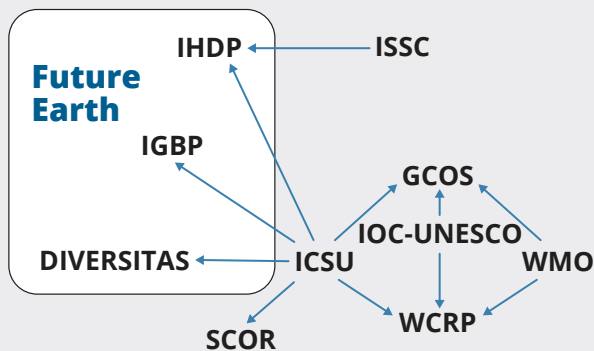 IHDP
ISSC
Future
Earth
IGBP
GCOS
IOC-UNESCO
DIVERSITAS
ICSU
WMO
WCRP
SCOR